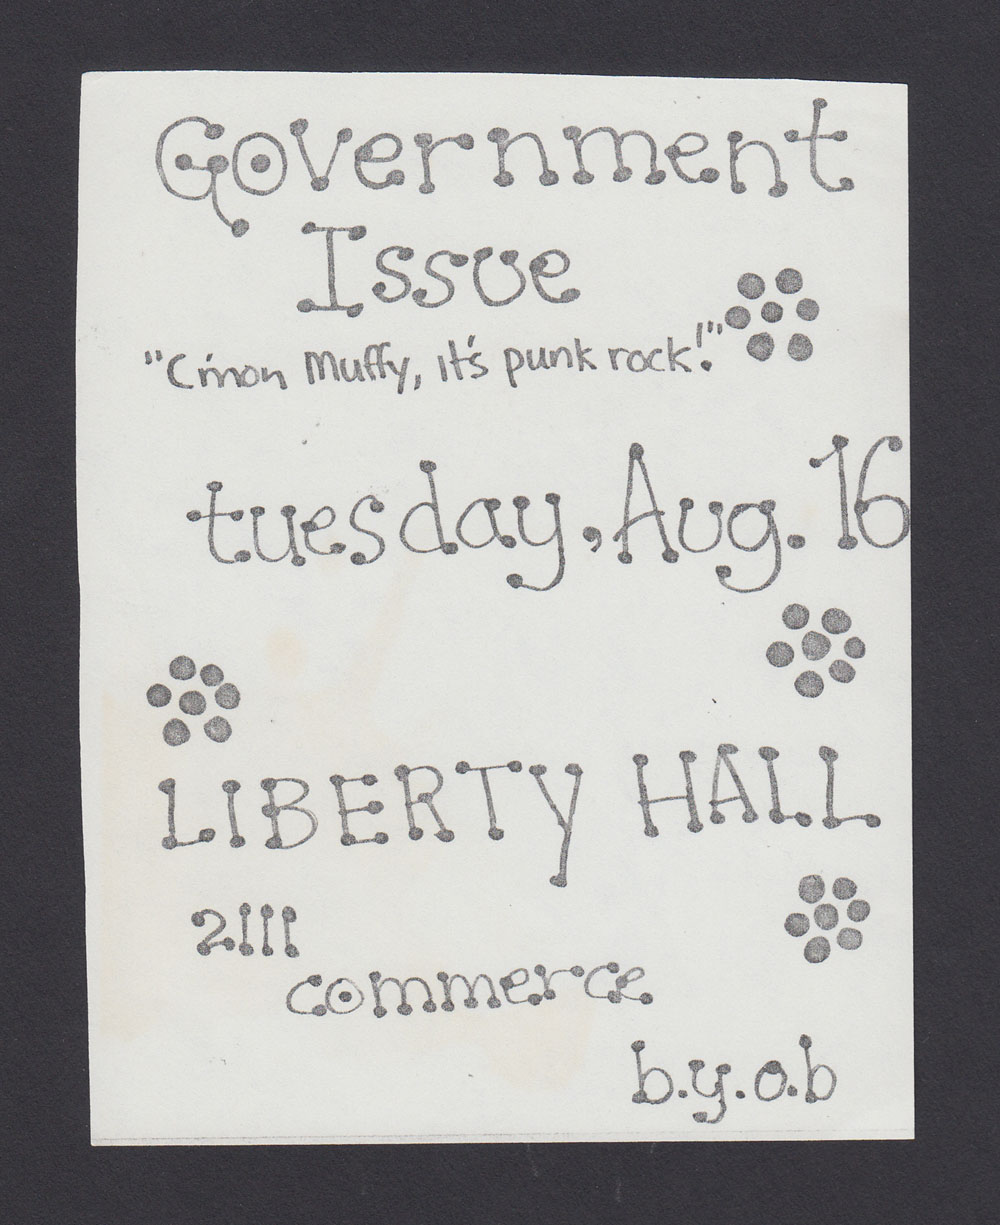 Government
Issue
"C'mon Muffy, it's punk rock!"
tuesday, Aug. 16
LIBERTY HALL
2111
commerce
b.y.o.b